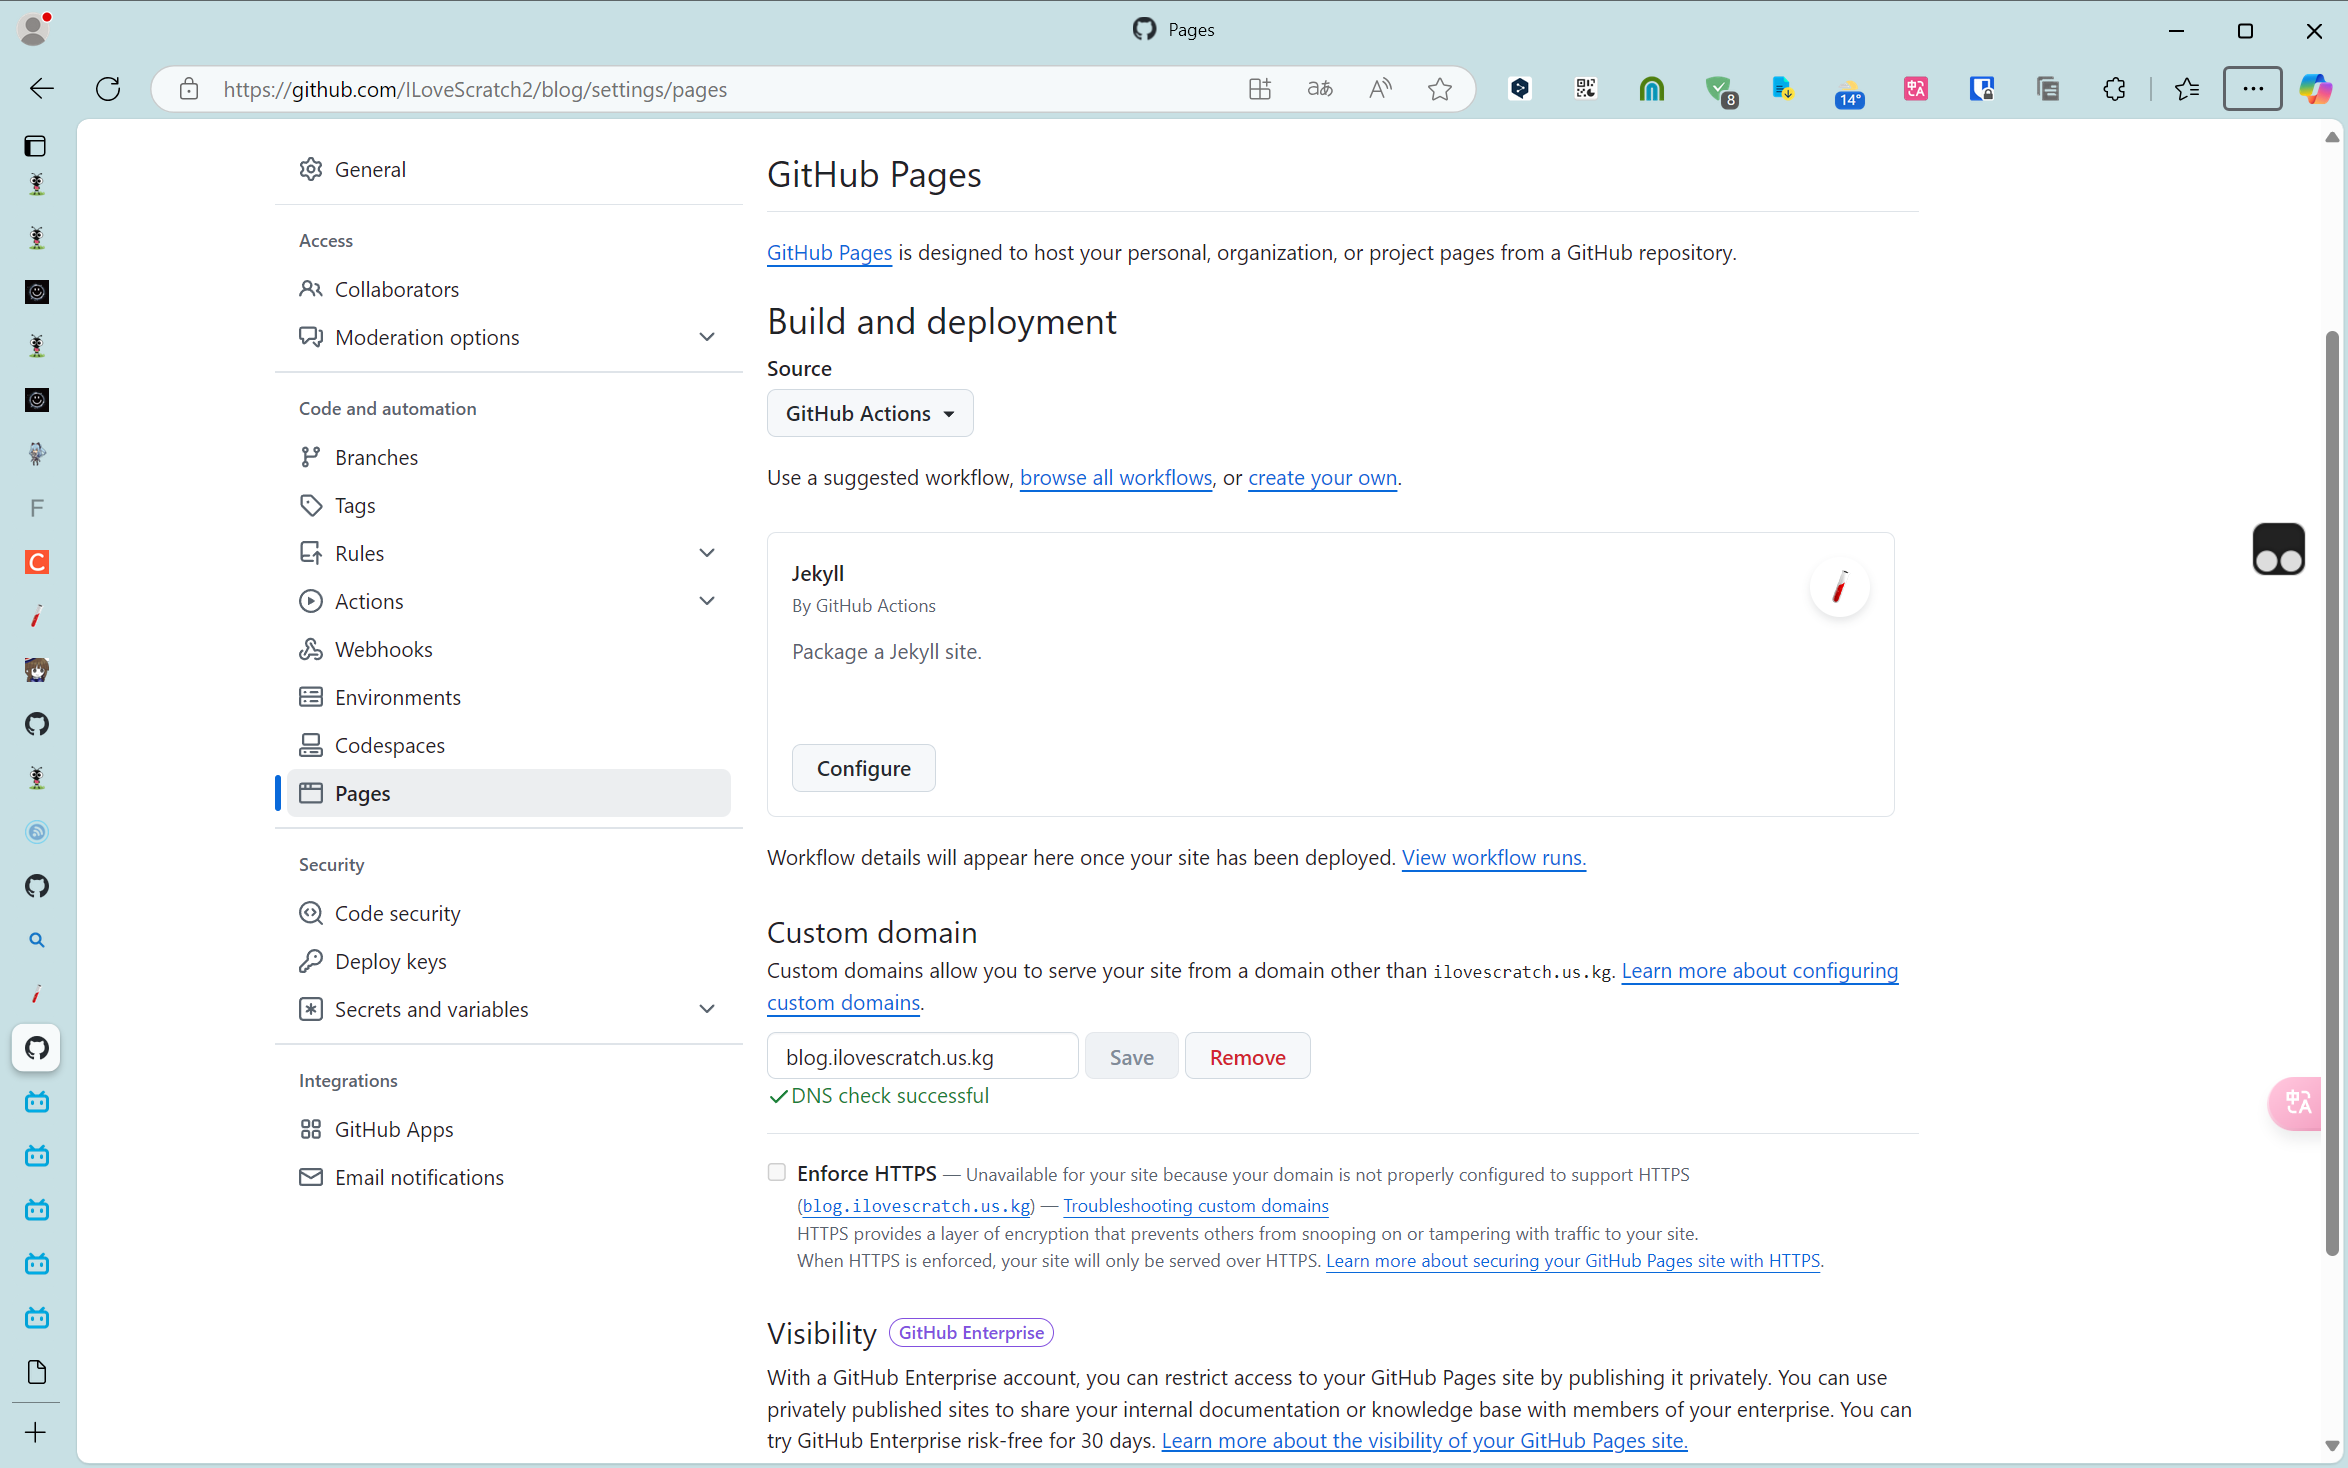 Pages
https://github.com/ILoveScratch2/blog/settings/pages
aあ
A
8
14°
中A
General
Access
Collaborators
Moderation options
Code and automation
Branches
Tags
Rules
Actions
Webhooks
Environments
Codespaces
Pages
Security
Code security
Deploy keys
Secrets and variables
Integrations
GitHub Apps
Email notifications
F
C
GitHub Pages
GitHub Pages is designed to host your personal, organization, or project pages from a GitHub repository.
Build and deployment
Source
GitHub Actions
Use a suggested workflow, browse all workflows, or create your own.
Jekyll
By GitHub Actions
Package a Jekyll site.
Configure
Workflow details will appear here once your site has been deployed. View workflow runs.
Custom domain
Custom domains allow you to serve your site from a domain other than ilovescratch.us.kg. Learn more about configuring
custom domains.
blog.ilovescratch.us.kg Save Remove
DNS check successful
Enforce HTTPS — Unavailable for your site because your domain is not properly configured to support HTTPS
(blog.ilovescratch.us.kg) — Troubleshooting custom domains
HTTPS provides a layer of encryption that prevents others from snooping on or tampering with traffic to your site.
When HTTPS is enforced, your site will only be served over HTTPS. Learn more about securing your GitHub Pages site with HTTPS.
Visibility GitHub Enterprise
With a GitHub Enterprise account, you can restrict access to your GitHub Pages site by publishing it privately. You can use
privately published sites to share your internal documentation or knowledge base with members of your enterprise. You can
try GitHub Enterprise risk-free for 30 days. Learn more about the visibility of your GitHub Pages site.
中A